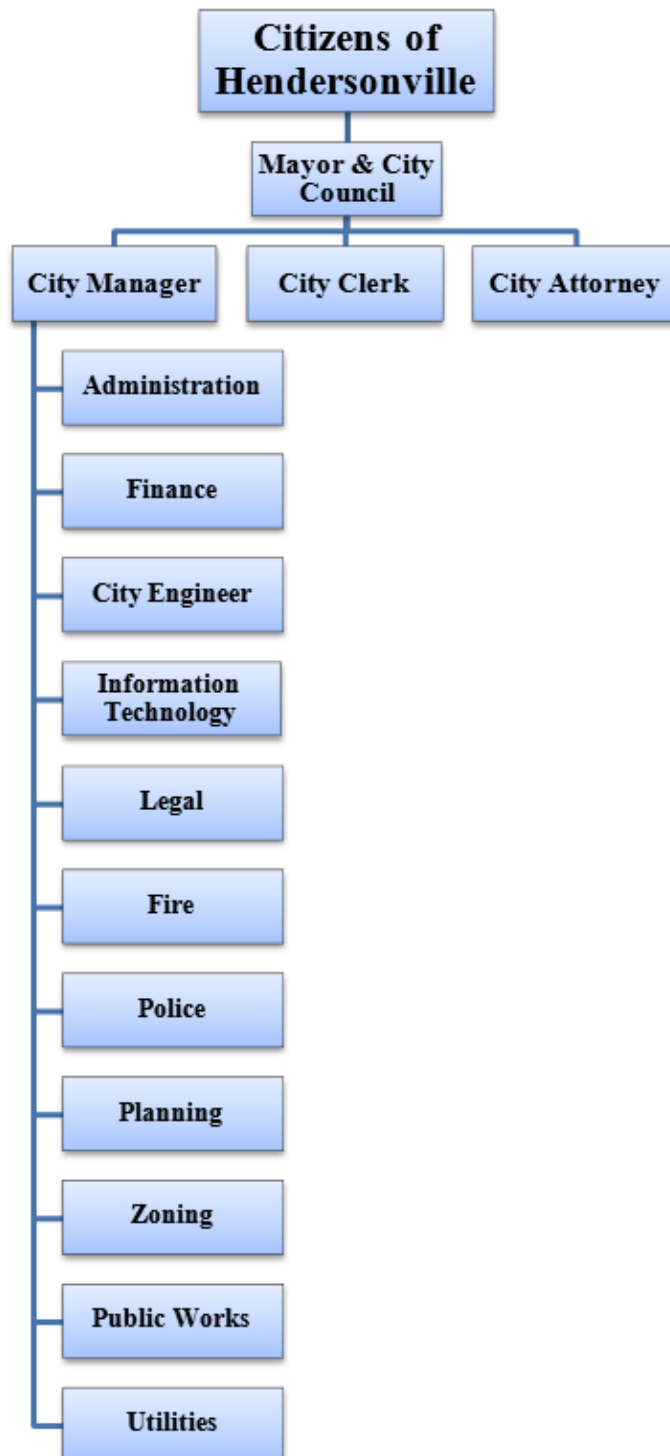 Citizens of
Hendersonville
Mayor & City
Council
City Manager
City Clerk
City Attorney
Administration
Finance
City Engineer
Information
Technology
Legal
Fire
Police
Planning
Zoning
Public Works
Utilities